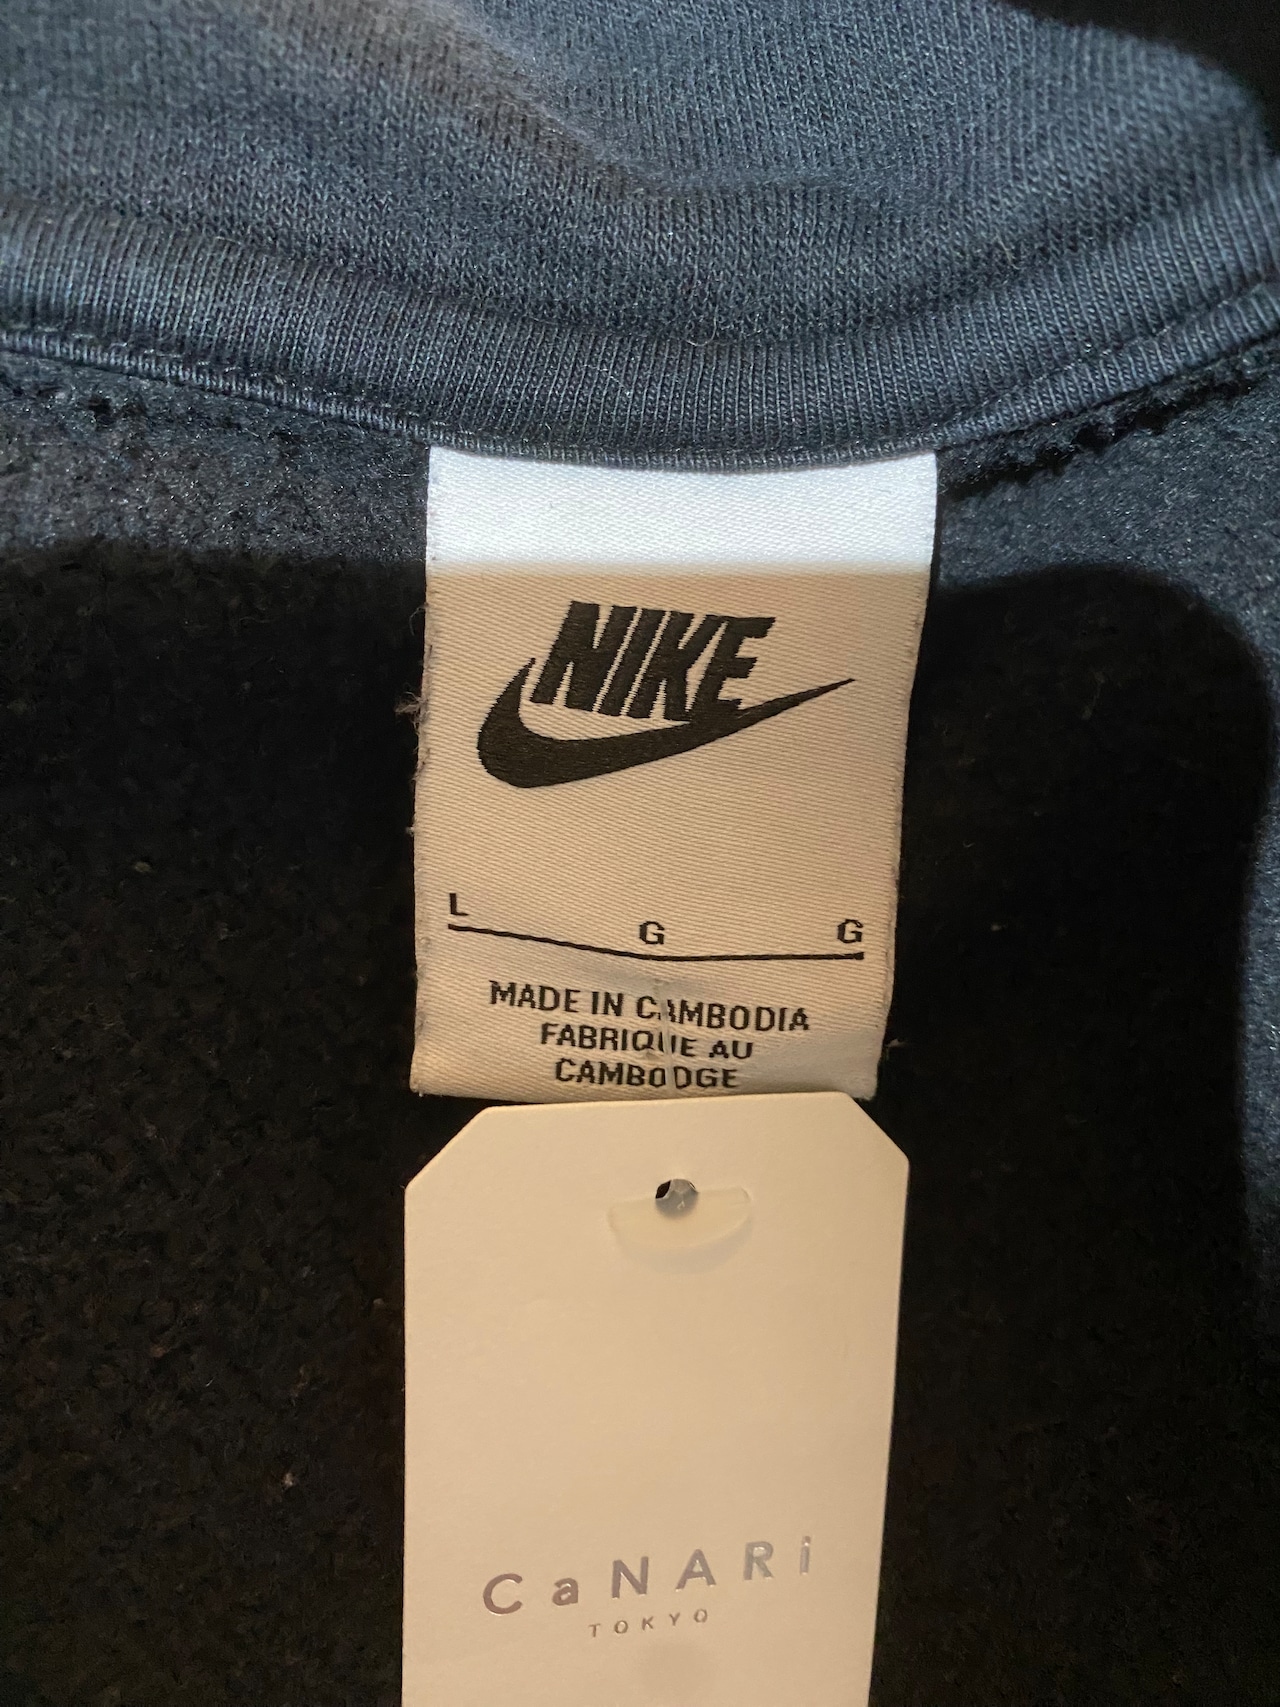 NIKE
L G G
MADE IN CAMBODIA
FABRIQUE AU
CAMBODGE
CaNARi
TOKYO